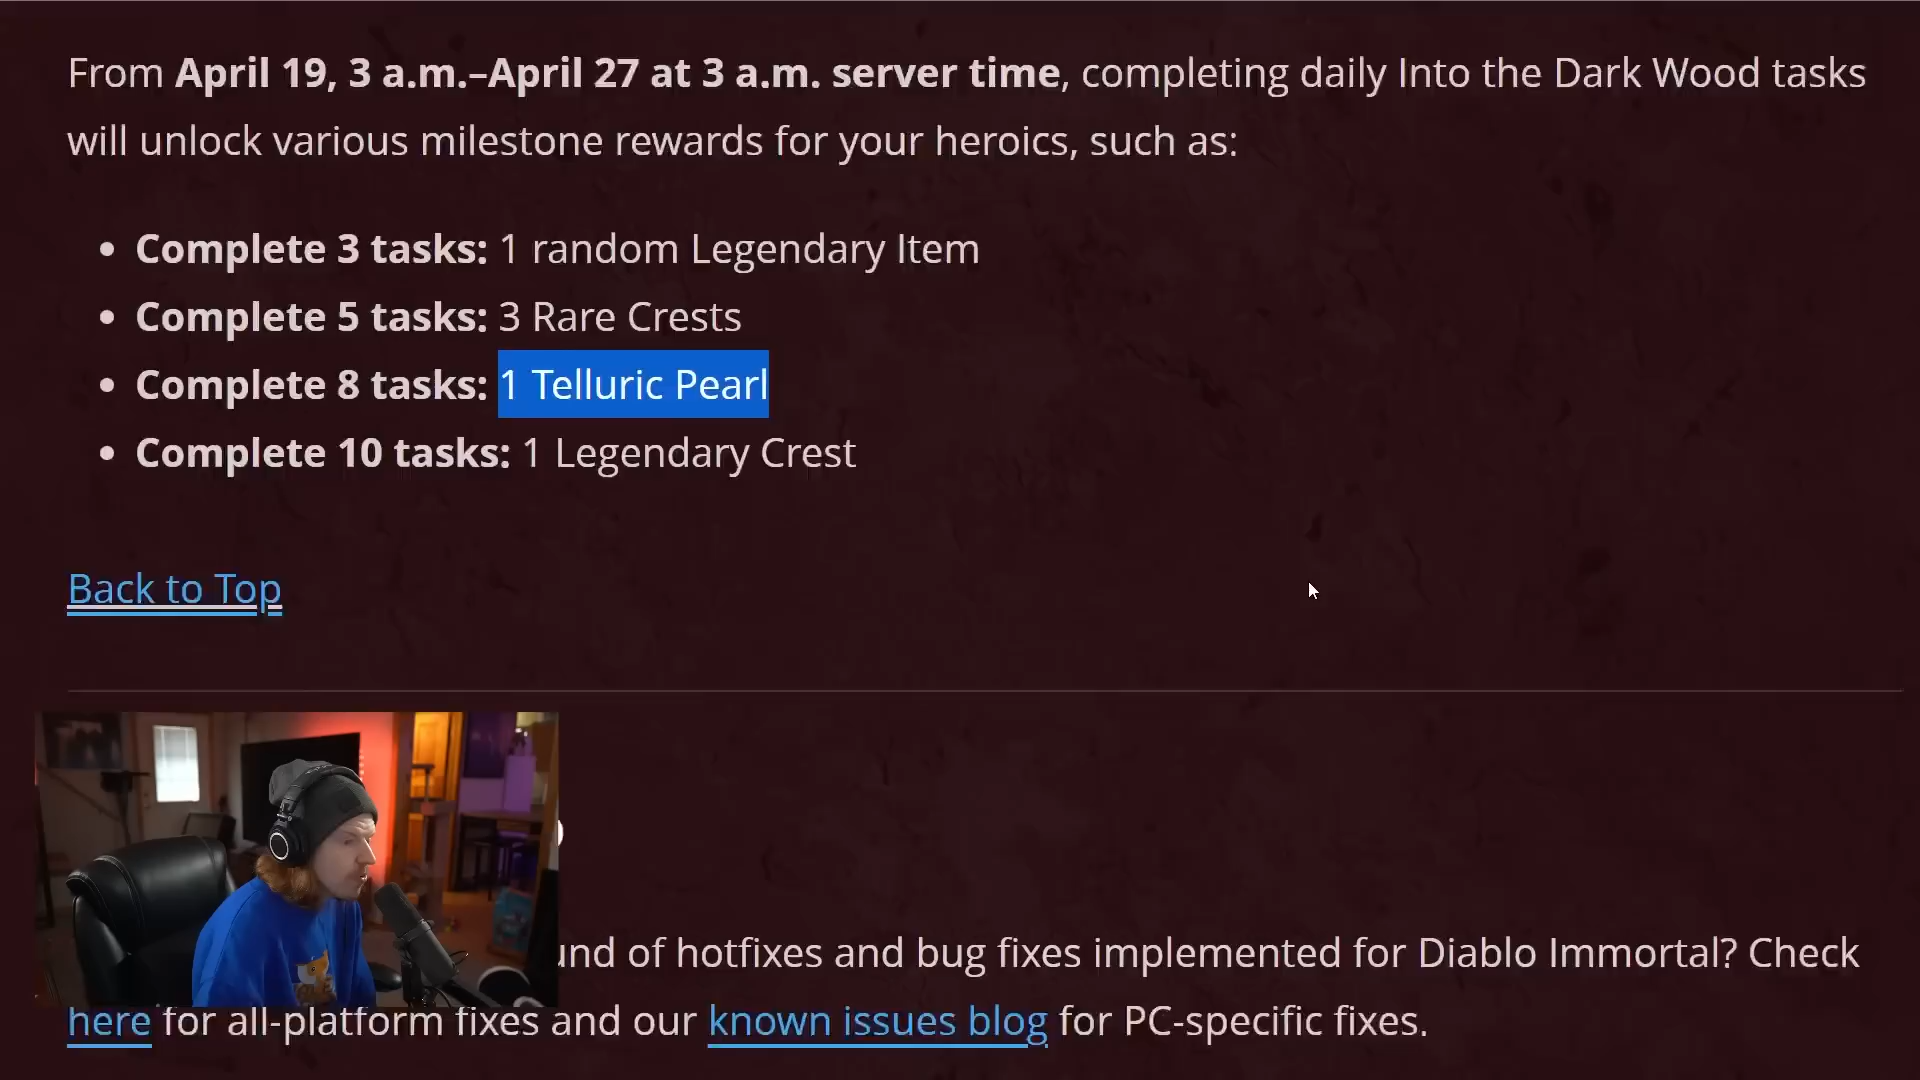 From April 19, 3 a.m.–April 27 at 3 a.m. server time, completing daily Into the Dark Wood tasks
will unlock various milestone rewards for your heroics, such as:
• Complete 3 tasks: 1 random Legendary Item
• Complete 5 tasks: 3 Rare Crests
• Complete 8 tasks: 1 Telluric Pearl
• Complete 10 tasks: 1 Legendary Crest
Back to Top
of hotfixes and bug fixes implemented for Diablo Immortal? Check
here for all-platform fixes and our known issues blog for PC-specific fixes.